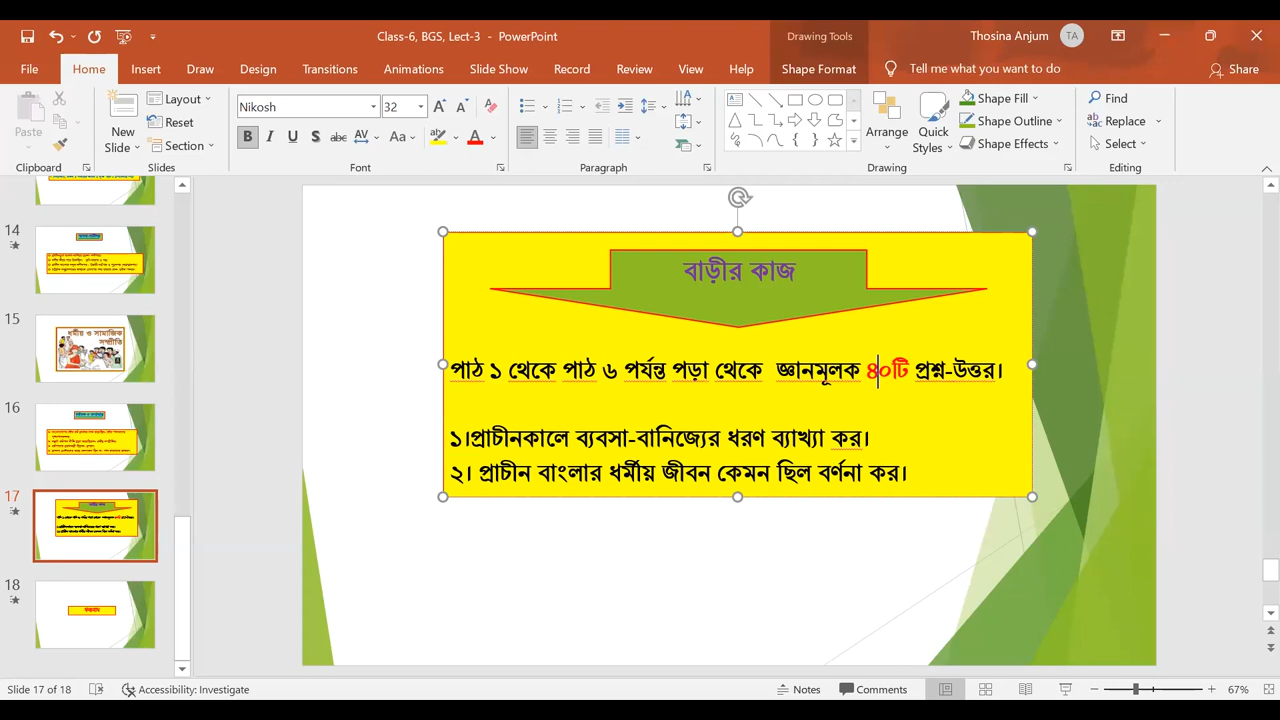 Class-6, BGS, Lect-3 - PowerPoint
Drawing Tools
Thosina Anjum
TA
File Home Insert Draw Design Transitions Animations Slide Show Record Review View Help Shape Format Tell me what you want to do Share
Paste
Clipboard
New Slide
Layout
Reset
Section
Slides
Nikosh 32
B I U S abc AV Aa A
Font
Paragraph
Arrange
Quick Styles
Shape Fill
Shape Outline
Shape Effects
Drawing
Find
Replace
Select
Editing
14
15
ধর্মীয় ও সামাজিক
সম্প্রীতি
16
17
18
বাড়ীর কাজ
পাঠ ১ থেকে পাঠ ৬ পর্যন্ত পড়া থেকে জ্ঞানমূলক ৪০টি প্রশ্ন-উত্তর।
১।প্রাচীনকালে ব্যবসা-বানিজ্যের ধরণ ব্যাখ্যা কর।
২। প্রাচীন বাংলার ধর্মীয় জীবন কেমন ছিল বর্ণনা কর।
Slide 17 of 18 Accessibility: Investigate Notes Comments 67%